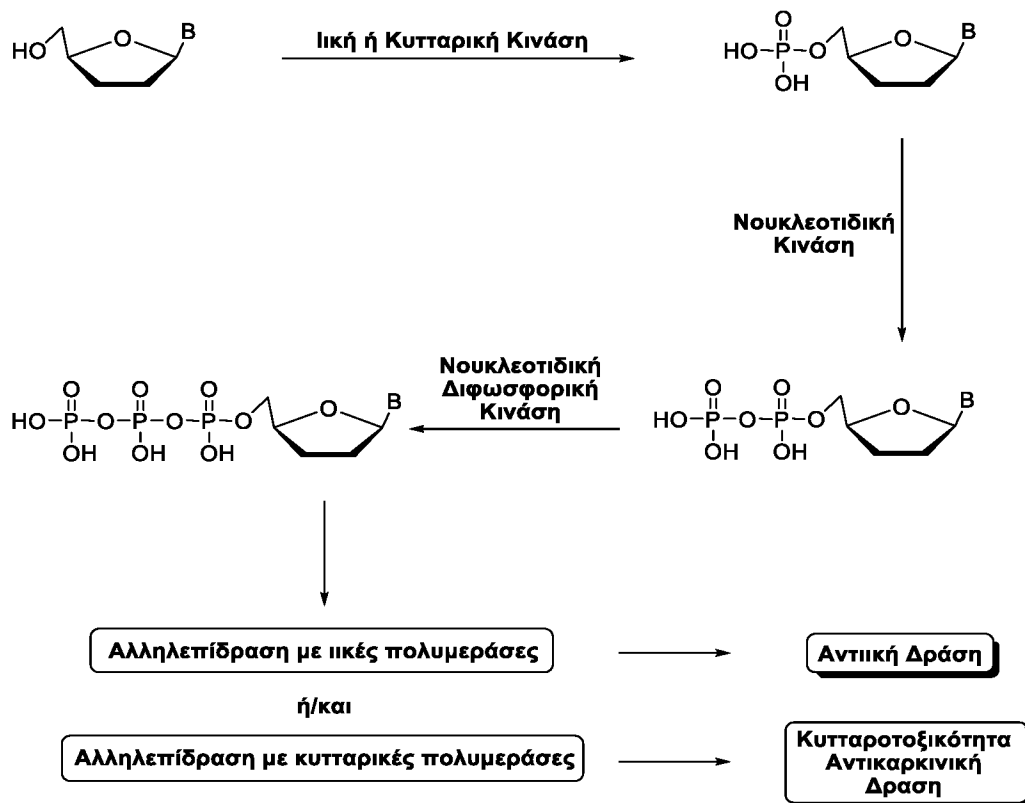 HO
O
B
Ιική ή Κυτταρική Κινάση
O
HO P O
OH
O
B
Νουκλεοτιδική
Κινάση
O O O
HO P O P O P O
OH OH OH
O
B
Νουκλεοτιδική
Διφωσφορική
Κινάση
O O
HO P O P O
OH OH
O
B
Αλληλεπίδραση με ιικές πολυμεράσες
Αντιική Δράση
ή/και
Αλληλεπίδραση με κυτταρικές πολυμεράσες
Κυτταροτοξικότητα
Αντικαρκινική
Δραση